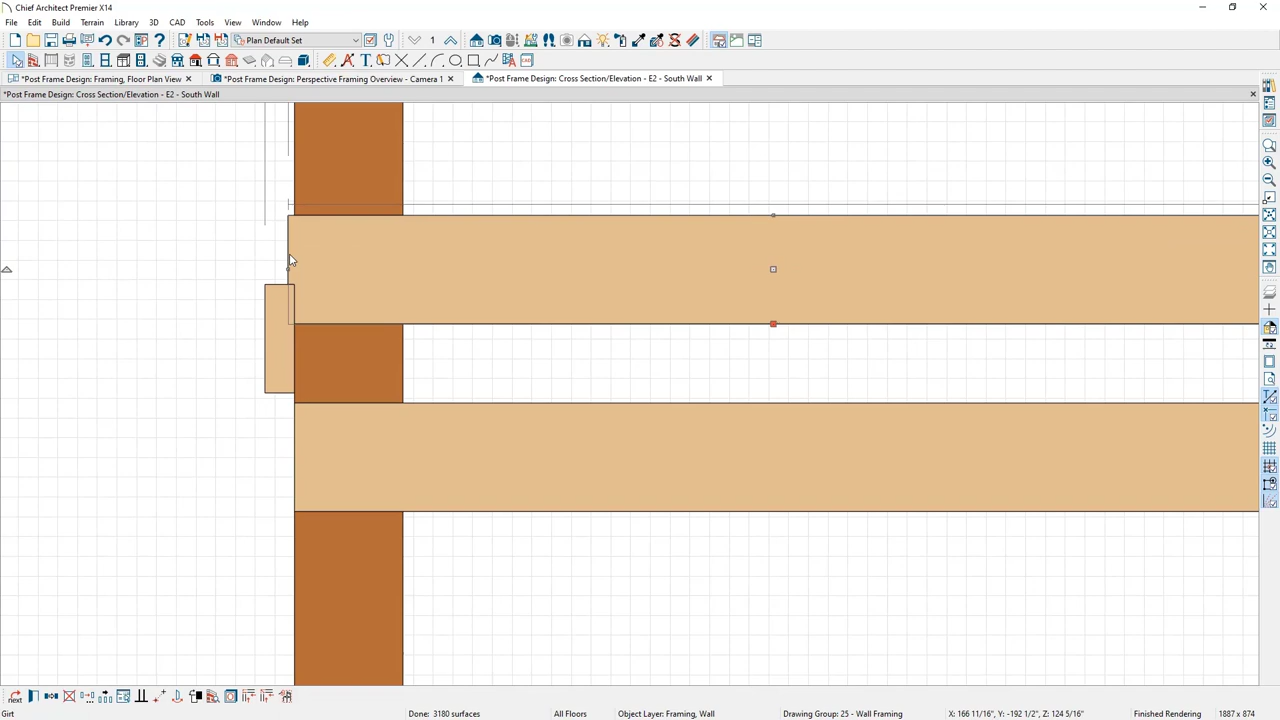 Chief Architect Premier X14
File Edit Build Terrain Library 3D CAD Tools View Window Help
Plan Default Set 1
*Post Frame Design: Framing, Floor Plan View *Post Frame Design: Perspective Framing Overview - Camera 1 *Post Frame Design: Cross Section/Elevation - E2 - South Wall
*Post Frame Design: Cross Section/Elevation - E2 - South Wall
next
Girt Done: 3180 surfaces All Floors Object Layer: Framing, Wall Drawing Group: 25 - Wall Framing X: 166 11/16", Y: -192 1/2", Z: 124 5/16" Finished Rendering 1887 x 874